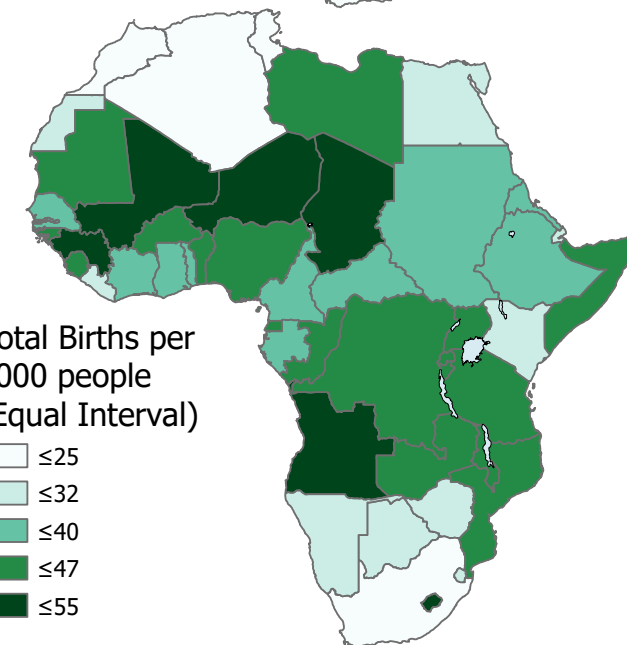 otal Births per
000 people
Equal Interval)
≤25
≤32
≤40
≤47
≤55